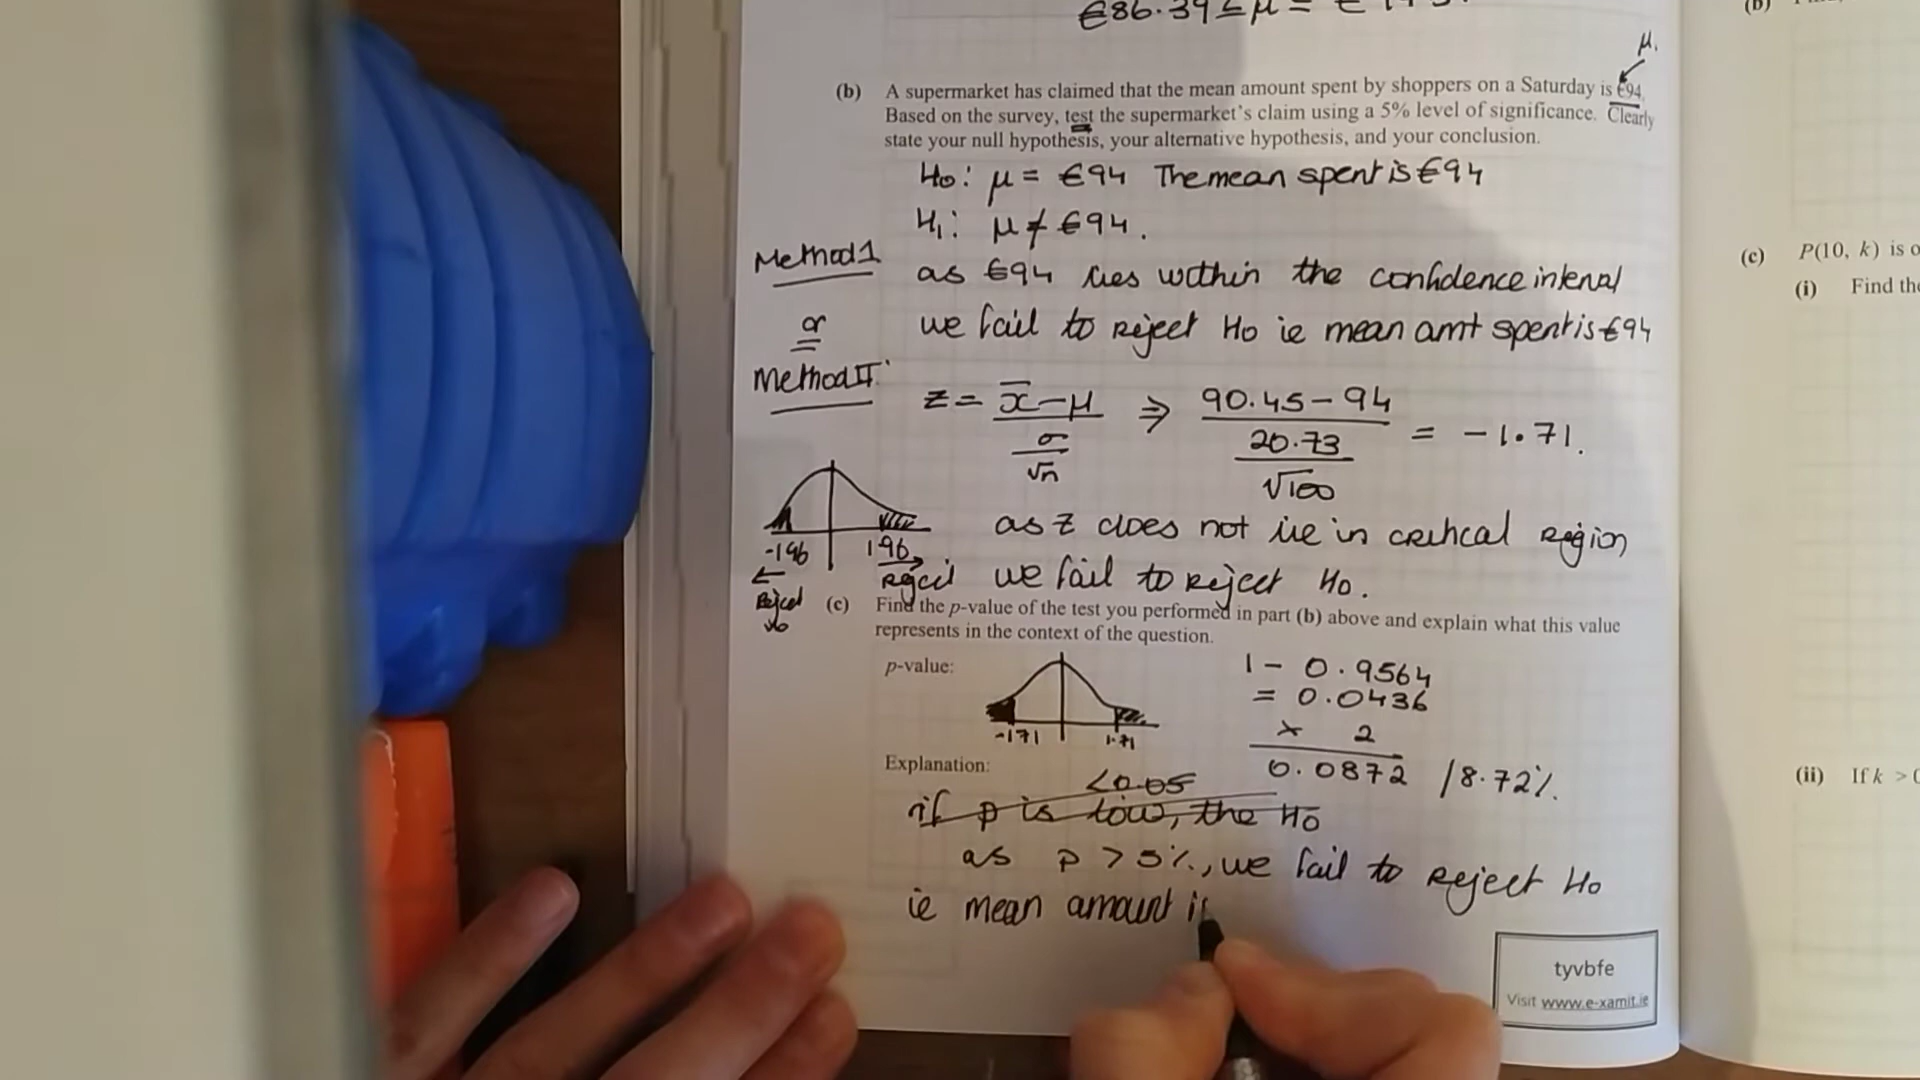 €86.39 ≤ μ =
(b)
μ.
(b) A supermarket has claimed that the mean amount spent by shoppers on a Saturday is €94.
Based on the survey, test the supermarket's claim using a 5% level of significance. Clearly
state your null hypothesis, your alternative hypothesis, and your conclusion.
Ho: μ = €94 The mean spent is €94
H₁: μ ≠ €94.
Method 1
as €94 lies within the confidence interval
or
we fail to reject Ho ie mean amt spent is €94
Method II
z = x̄ - μ / σ/√n ⇒ 90.45 - 94 / 20.73/√100 = -1.71.
-1.96 1.96
as z does not lie in critical region
Reject
we fail to reject Ho.
Reject
Ho
(c) Find the p-value of the test you performed in part (b) above and explain what this value
represents in the context of the question.
p-value:
1 - 0.9564
= 0.0436
x 2
0.0872 / 8.72%.
-1.71 1.71
Explanation:
<0.05
if p is low, the Ho
as p > 5%, we fail to reject Ho
ie mean amount i
tyvbfe
Visit www.e-xamit.ie
(c) P(10, k) is
(i) Find the
(ii) If k >